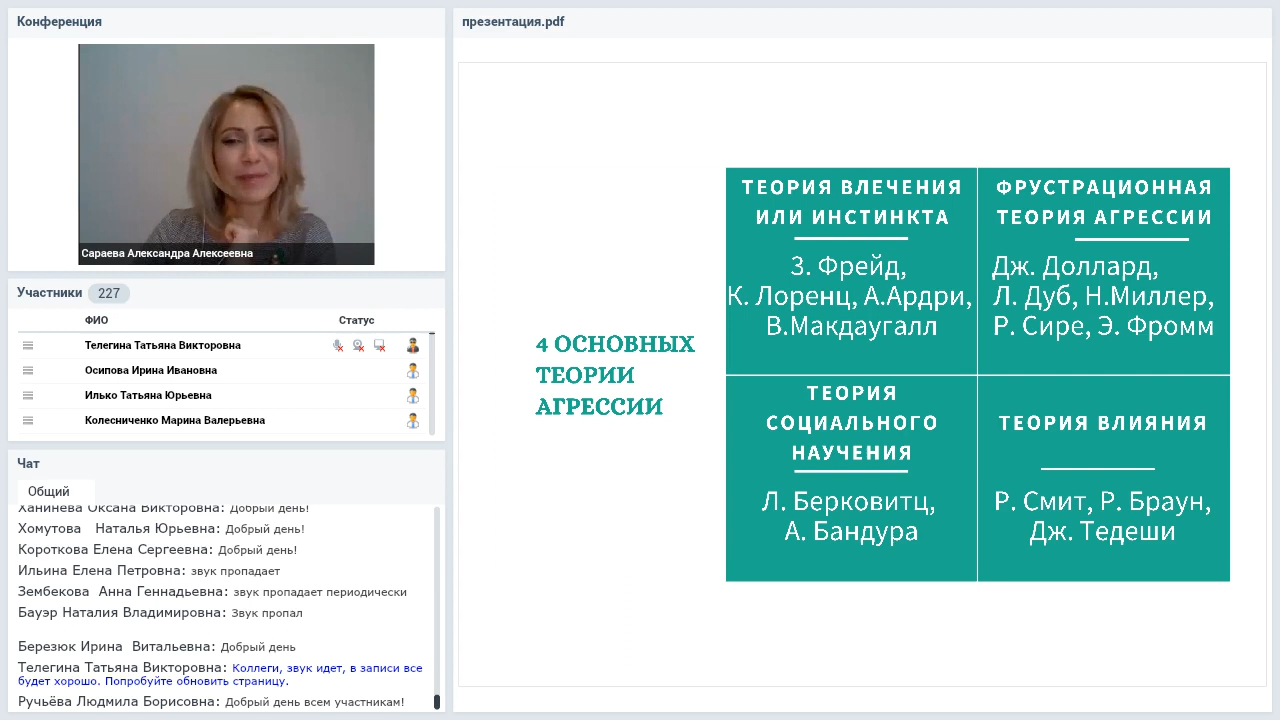 Конференция
Сараева Александра Алексеевна
Участники 227
ФИО Статус
Телегина Татьяна Викторовна
Осипова Ирина Ивановна
Илько Татьяна Юрьевна
Колесниченко Марина Валерьевна
Чат
Общий
Ханинева Оксана Викторовна: Добрый день!
Хомутова Наталья Юрьевна: Добрый день!
Короткова Елена Сергеевна: Добрый день!
Ильина Елена Петровна: звук пропадает
Зембекова Анна Геннадьевна: звук пропадает периодически
Бауэр Наталия Владимировна: Звук пропал
Березюк Ирина Витальевна: Добрый день
Телегина Татьяна Викторовна: Коллеги, звук идет, в записи все
будет хорошо. Попробуйте обновить страницу.
Ручьёва Людмила Борисовна: Добрый день всем участникам!
презентация.pdf
4 ОСНОВНЫХ
ТЕОРИИ
АГРЕССИИ
ТЕОРИЯ ВЛЕЧЕНИЯ
ИЛИ ИНСТИНКТА
З. Фрейд,
К. Лоренц, А.Ардри,
В.Макдаугалл
ФРУСТРАЦИОННАЯ
ТЕОРИЯ АГРЕССИИ
Дж. Доллард,
Л. Дуб, Н.Миллер,
Р. Сире, Э. Фромм
ТЕОРИЯ
СОЦИАЛЬНОГО
НАУЧЕНИЯ
Л. Берковитц,
А. Бандура
ТЕОРИЯ ВЛИЯНИЯ
Р. Смит, Р. Браун,
Дж. Тедеши